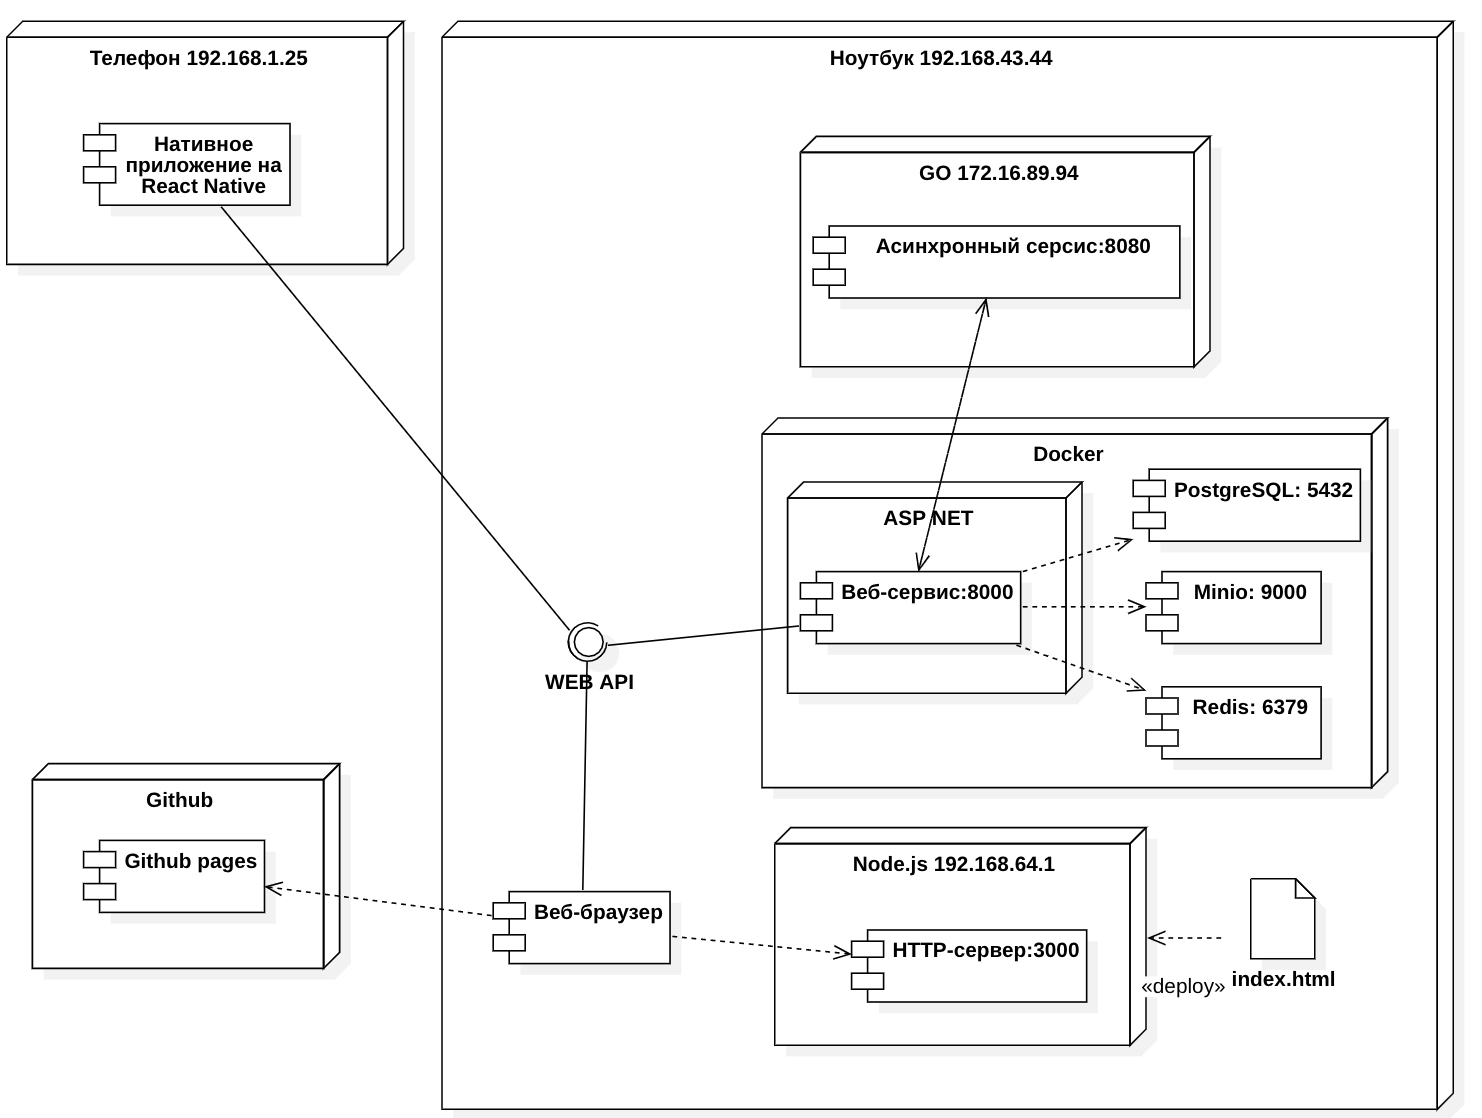 Телефон 192.168.1.25
Нативное
приложение на
React Native
Ноутбук 192.168.43.44
GO 172.16.89.94
Асинхронный серсис:8080
Docker
ASP NET
Веб-сервис:8000
PostgreSQL: 5432
Minio: 9000
Redis: 6379
WEB API
Github
Github pages
Веб-браузер
Node.js 192.168.64.1
HTTP-сервер:3000
«deploy»
index.html